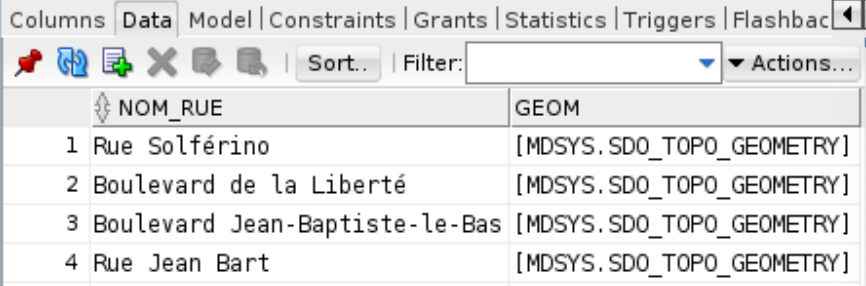 Columns Data Model Constraints Grants Statistics Triggers Flashbac
Sort.. Filter: Actions...
NOM_RUE GEOM
1 Rue Solférino [MDSYS.SDO_TOPO_GEOMETRY]
2 Boulevard de la Liberté [MDSYS.SDO_TOPO_GEOMETRY]
3 Boulevard Jean-Baptiste-le-Bas [MDSYS.SDO_TOPO_GEOMETRY]
4 Rue Jean Bart [MDSYS.SDO_TOPO_GEOMETRY]